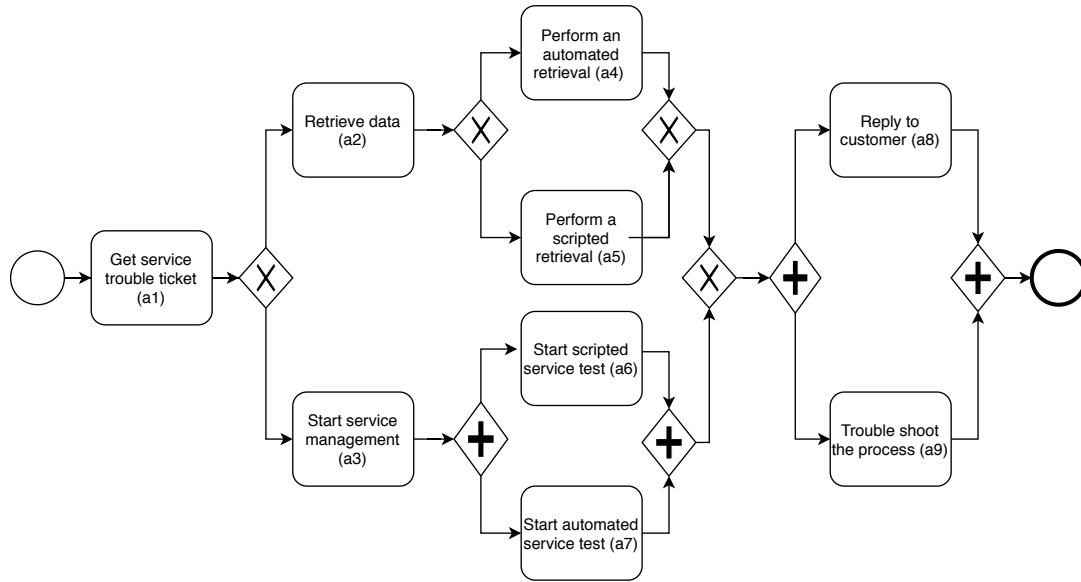 Perform an
automated
retrieval (a4)
Retrieve data
(a2)
Reply to
customer (a8)
Perform a
scripted
retrieval (a5)
Get service
trouble ticket
(a1)
Start scripted
service test (a6)
Start service
management
(a3)
Trouble shoot
the process (a9)
Start automated
service test (a7)